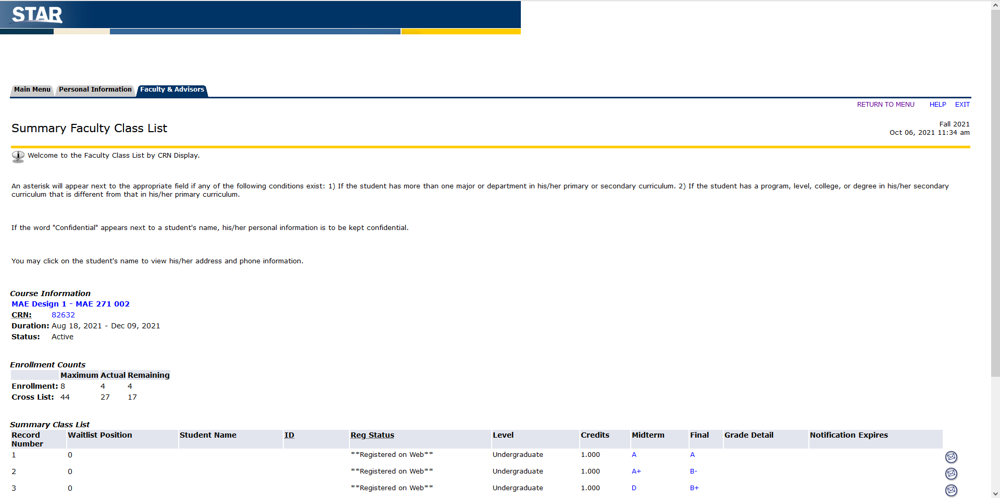 STAR
Main Menu Personal Information Faculty & Advisors
RETURN TO MENU HELP EXIT
Summary Faculty Class List
Fall 2021
Oct 06, 2021 11:34 am
Welcome to the Faculty Class List by CRN Display.
An asterisk will appear next to the appropriate field if any of the following conditions exist: 1) If the student has more than one major or department in his/her primary or secondary curriculum. 2) If the student has a program, level, college, or degree in his/her secondary
curriculum that is different from that in his/her primary curriculum.
If the word "Confidential" appears next to a student's name, his/her personal information is to be kept confidential.
You may click on the student's name to view his/her address and phone information.
Course Information
MAE Design 1 - MAE 271 002
CRN: 82632
Duration: Aug 18, 2021 - Dec 09, 2021
Status: Active
Enrollment Counts
Maximum Actual Remaining
Enrollment: 8 4 4
Cross List: 44 27 17
Summary Class List
Record Number Waitlist Position Student Name ID Reg Status Level Credits Midterm Final Grade Detail Notification Expires
1 0 **Registered on Web** Undergraduate 1.000 A A
2 0 **Registered on Web** Undergraduate 1.000 A+ B-
3 0 **Registered on Web** Undergraduate 1.000 D B+